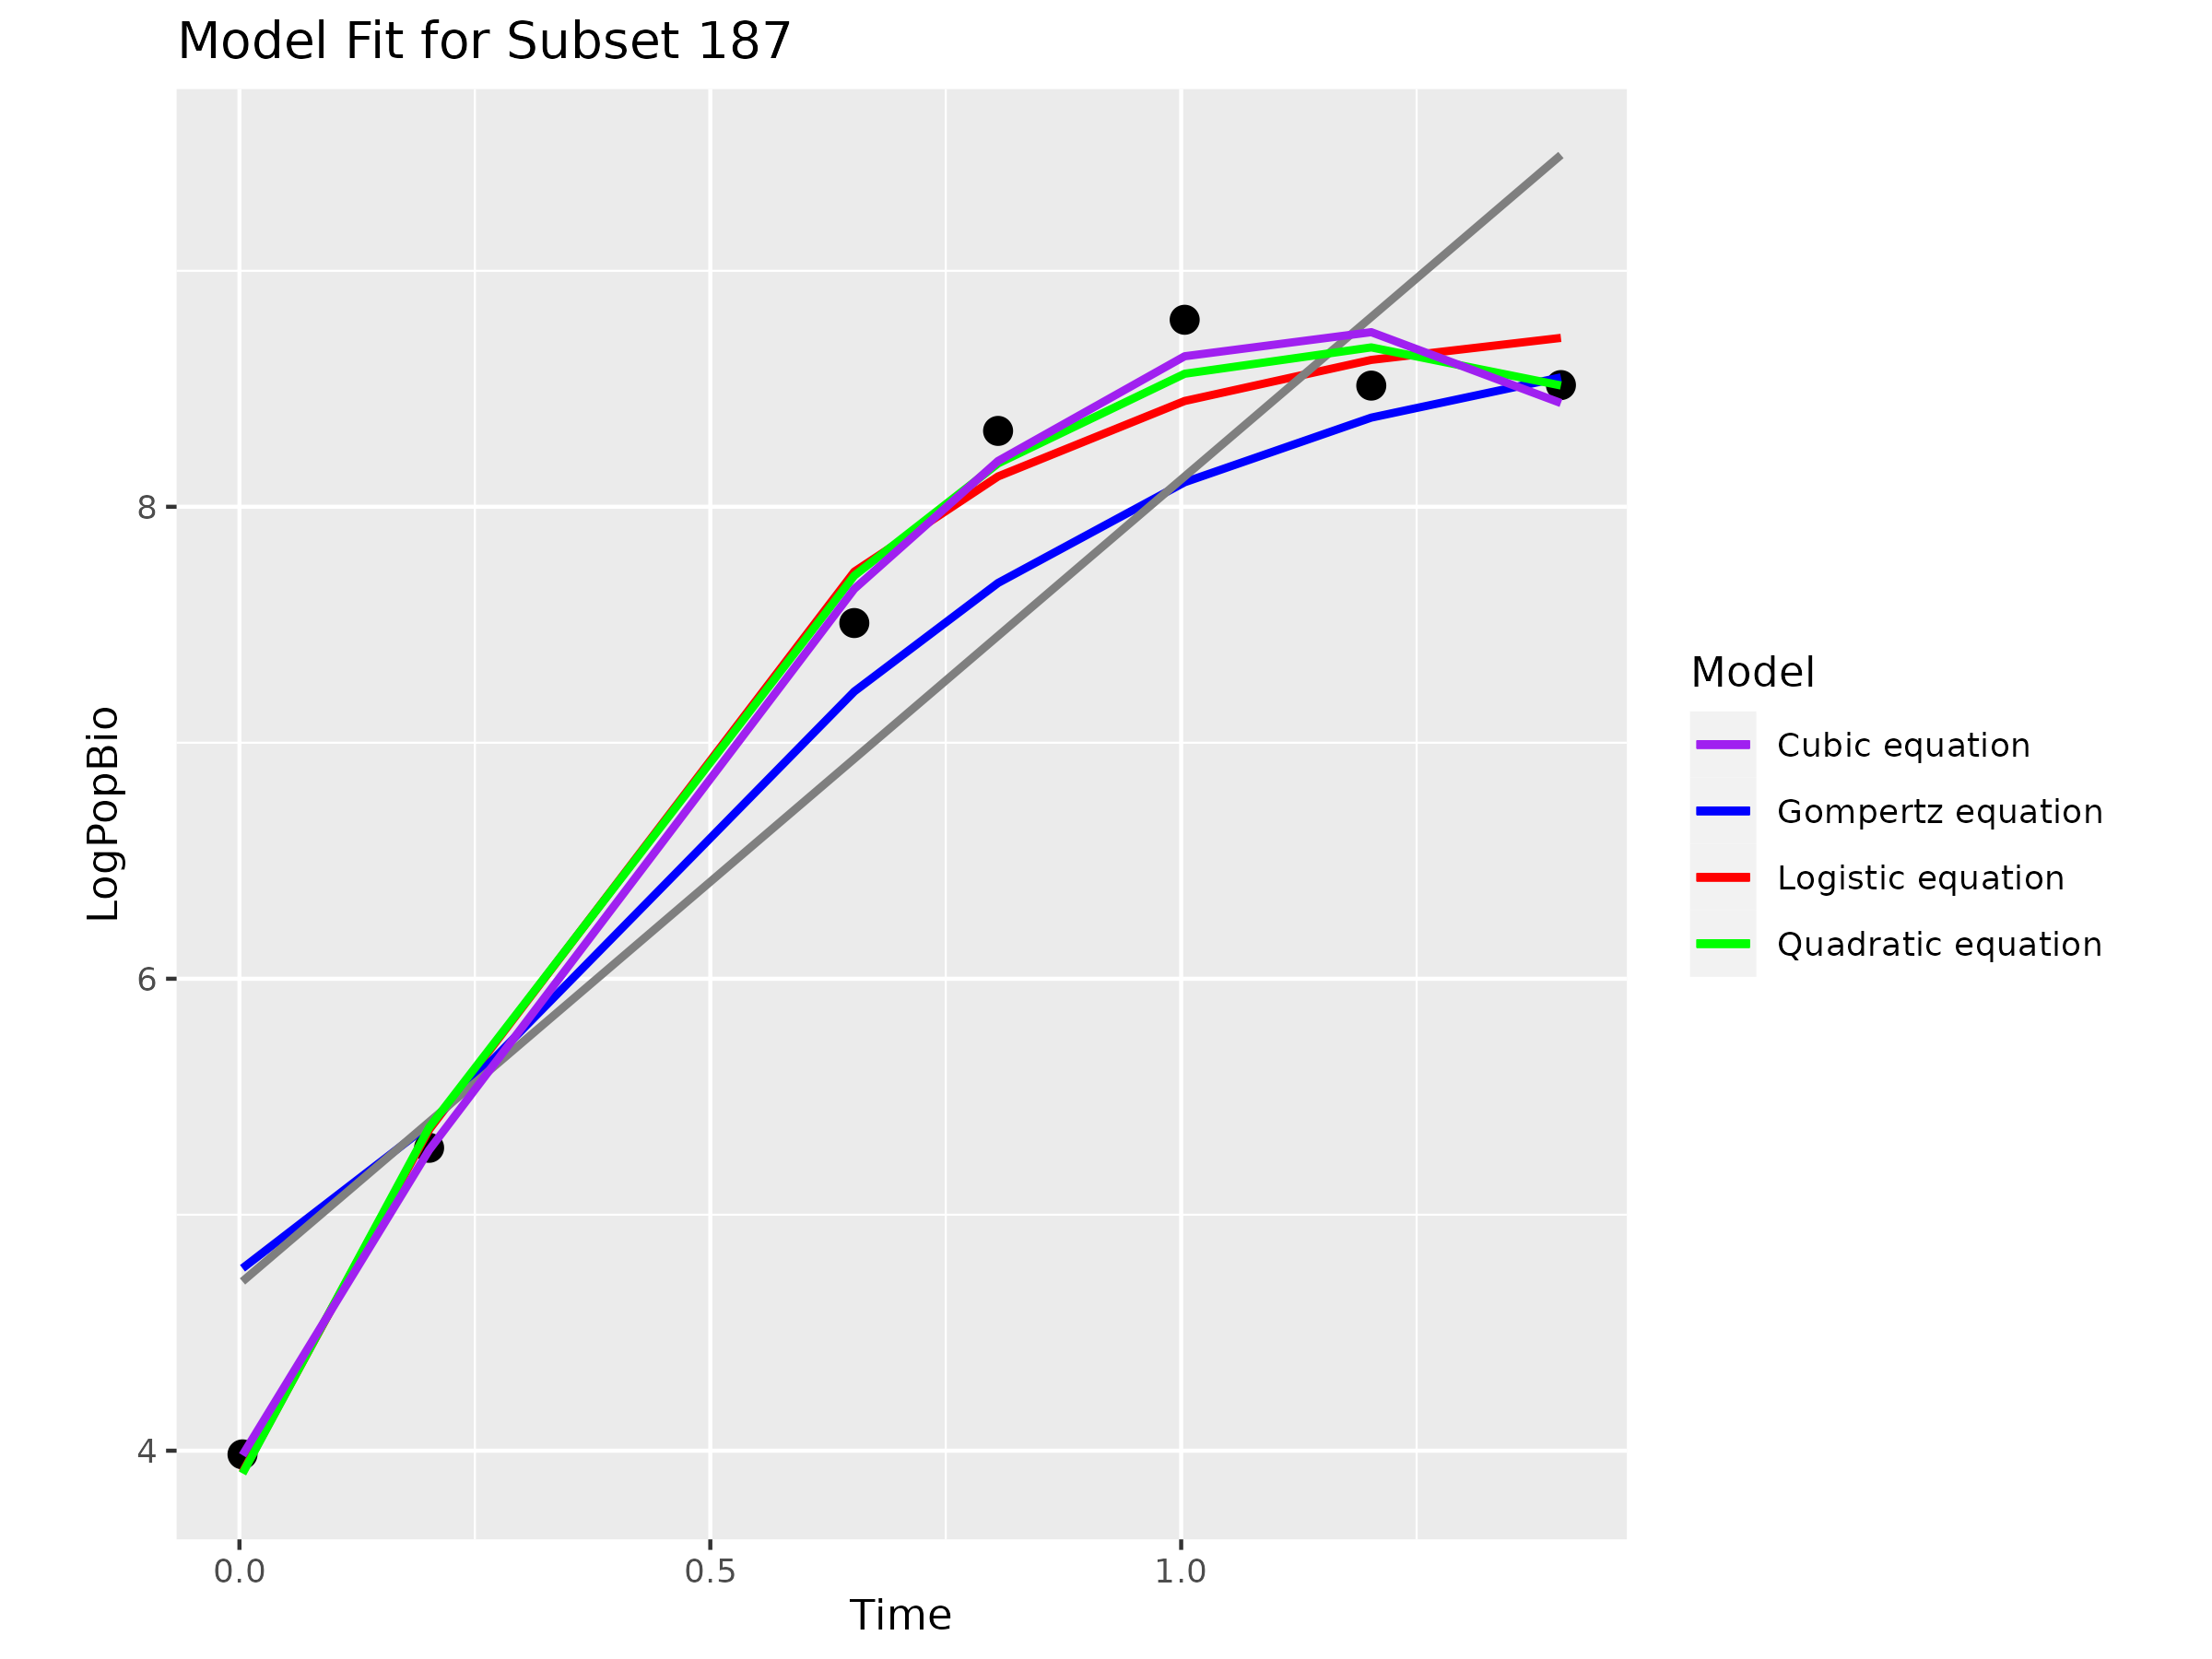 Model Fit for Subset 187
LogPopBio
8
6
4
0.0 0.5 1.0
Time
Model
Cubic equation
Gompertz equation
Logistic equation
Quadratic equation